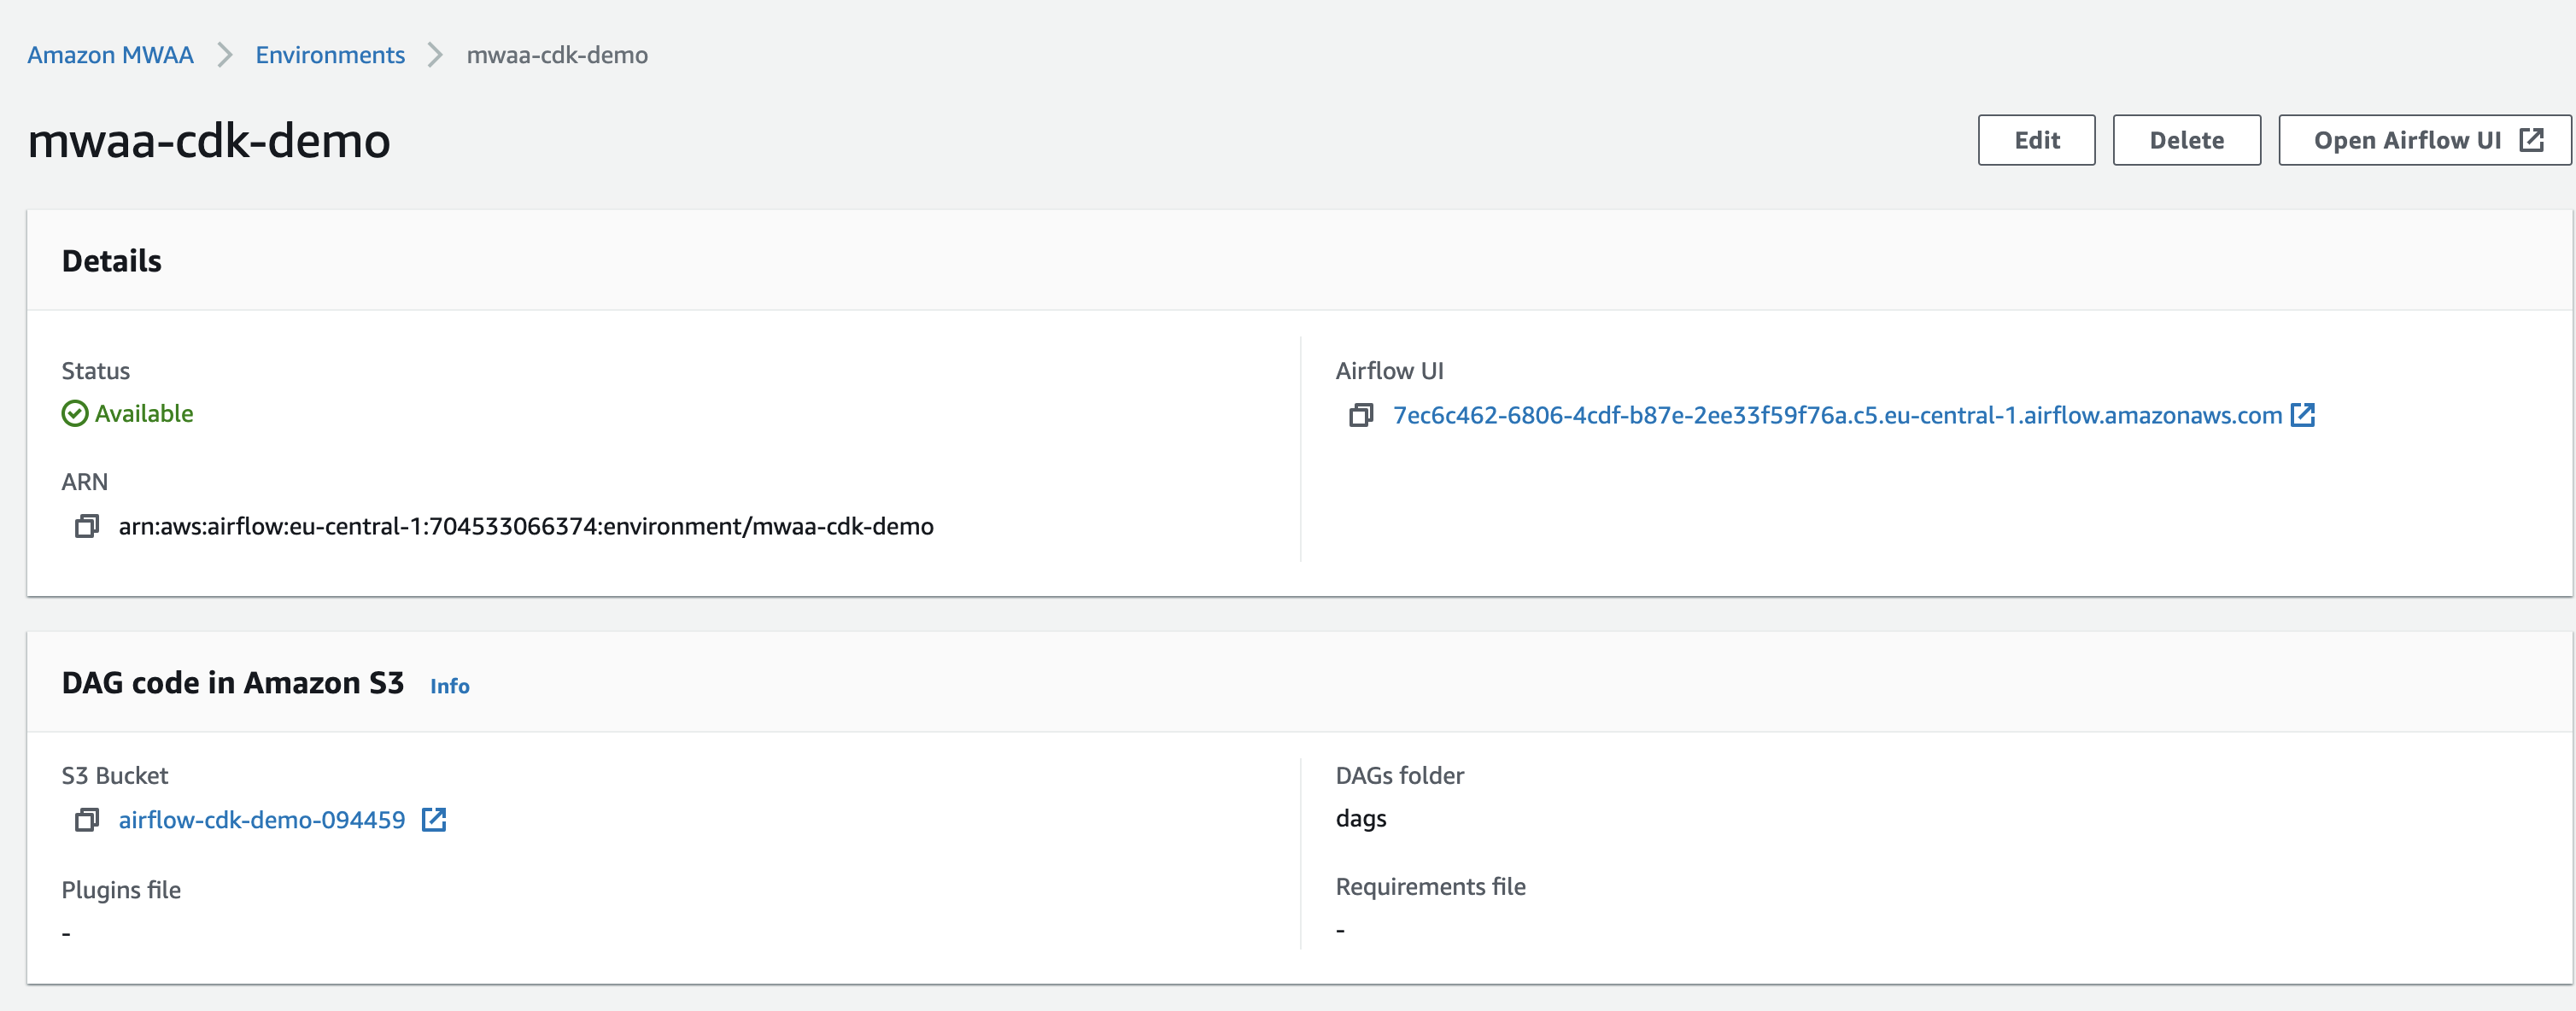 Amazon MWAA > Environments > mwaa-cdk-demo
mwaa-cdk-demo
Edit
Delete
Open Airflow UI
Details
Status
Available
ARN
arn:aws:airflow:eu-central-1:704533066374:environment/mwaa-cdk-demo
Airflow UI
7ec6c462-6806-4cdf-b87e-2ee33f59f76a.c5.eu-central-1.airflow.amazonaws.com
DAG code in Amazon S3 Info
S3 Bucket
airflow-cdk-demo-094459
Plugins file
-
DAGs folder
dags
Requirements file
-